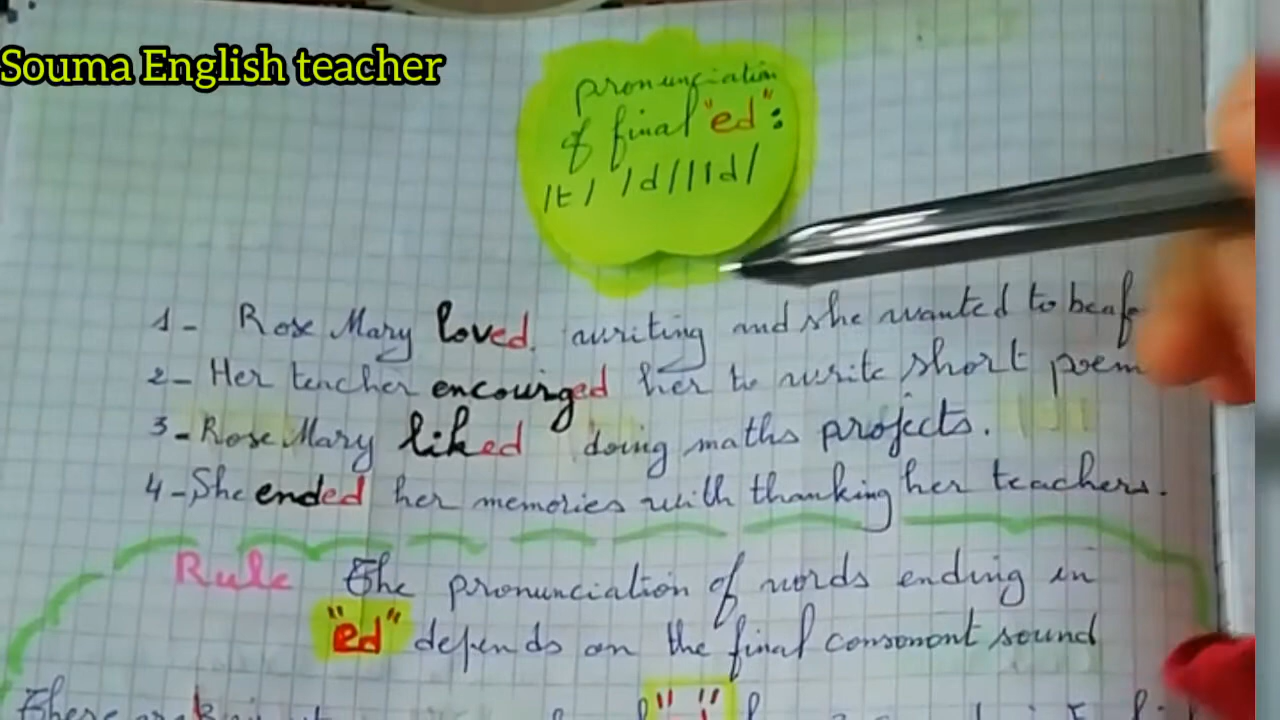 Souma English teacher
pronunciation
of final "ed":
/t/ /d/ /Id/
1- Rose Mary loved. writing and she wanted to be a
2- Her teacher encourged her to write short poem
3- Rose Mary liked doing maths projects.
4- She ended her memories with thanking her teachers.
Rule The pronunciation of words ending in
"ed" depends on the final consonont sound